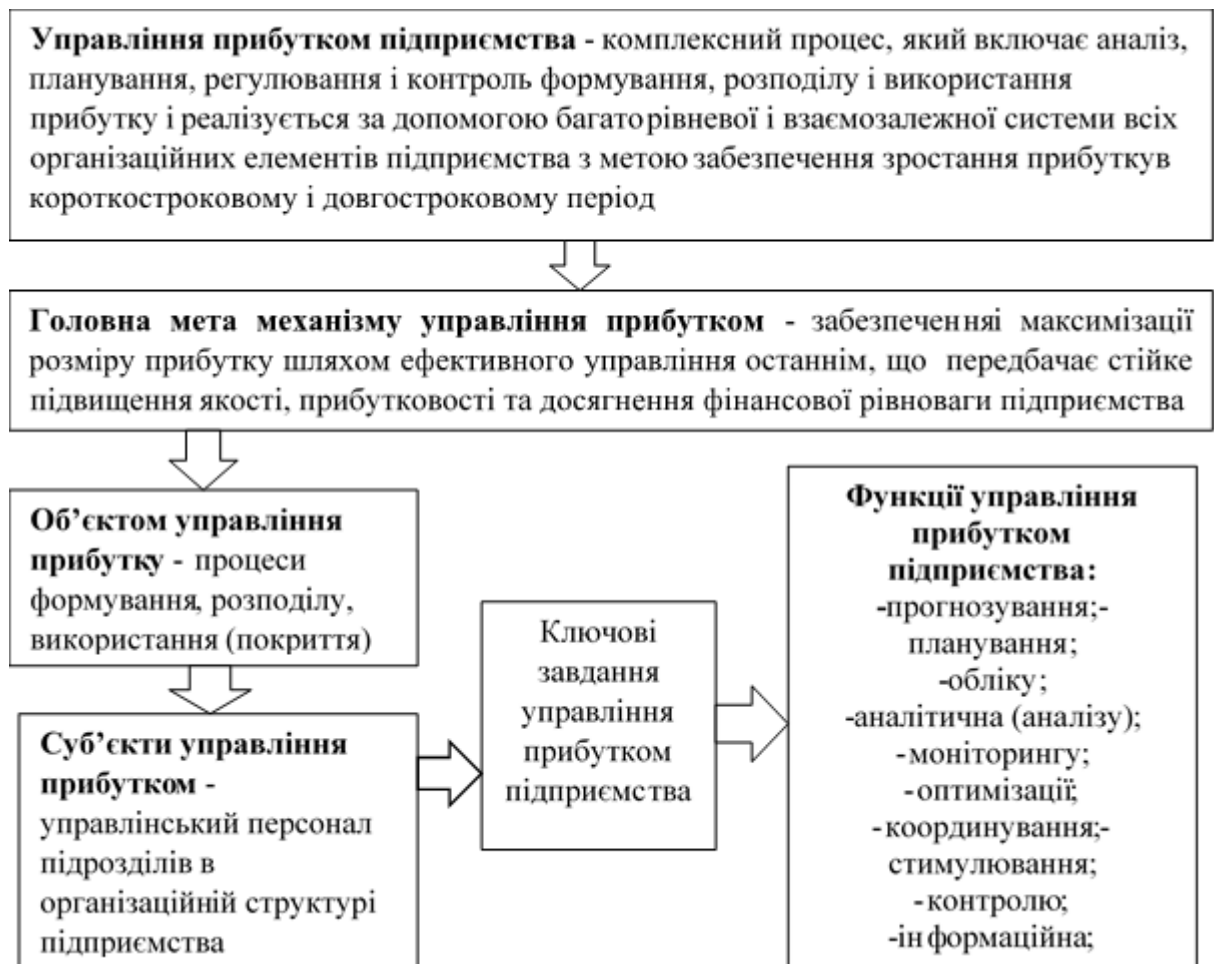 Управління прибутком підприємства - комплексний процес, який включає аналіз,
планування, регулювання і контроль формування, розподілу і використання
прибутку і реалізується за допомогою багаторівневої і взаємозалежної системи всіх
організаційних елементів підприємства з метою забезпечення зростання прибуткув
короткостроковому і довгостроковому період
Головна мета механізму управління прибутком - забезпеченняі максимізації
розміру прибутку шляхом ефективного управління останнім, що передбачає стійке
підвищення якості, прибутковості та досягнення фінансової рівноваги підприємства
Об’єктом управління
прибутку - процеси
формування, розподілу,
використання (покриття)
Суб’єкти управління
прибутком -
управлінський персонал
підрозділів в
організаційній структурі
підприємства
Ключові
завдання
управління
прибутком
підприємства
Функції управління
прибутком
підприємства:
-прогнозування;-
планування;
-обліку;
-аналітична (аналізу);
-моніторингу;
-оптимізації;
-координування;-
стимулювання;
-контролю;
-інформаційна;